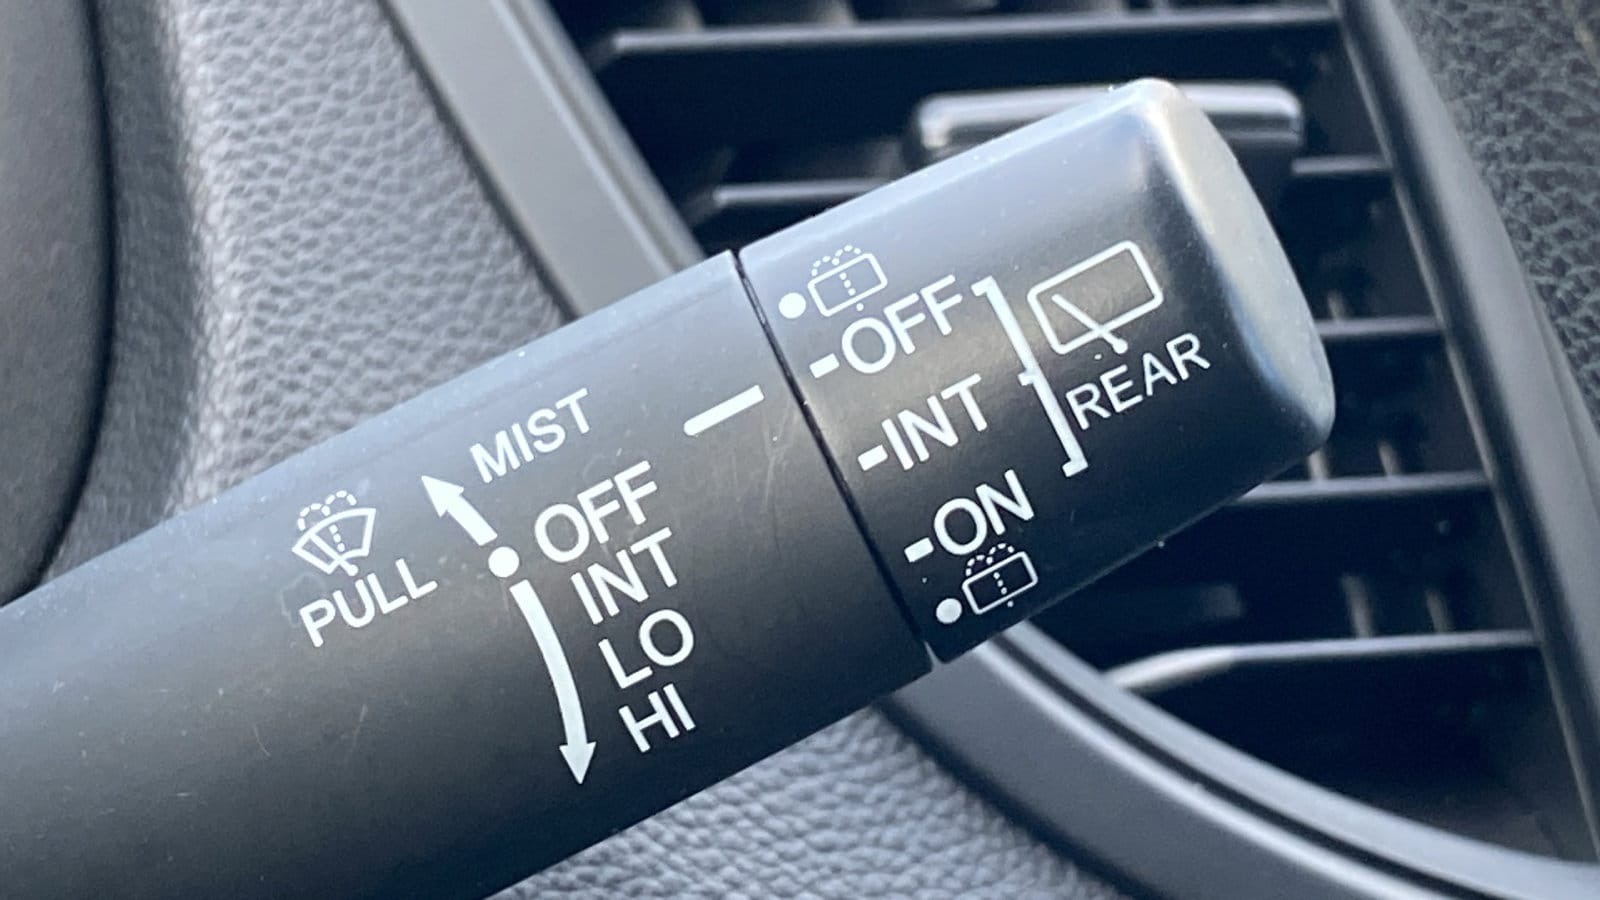 MIST
OFF
INT
LO
HI
PULL
-OFF
-INT
-ON
REAR